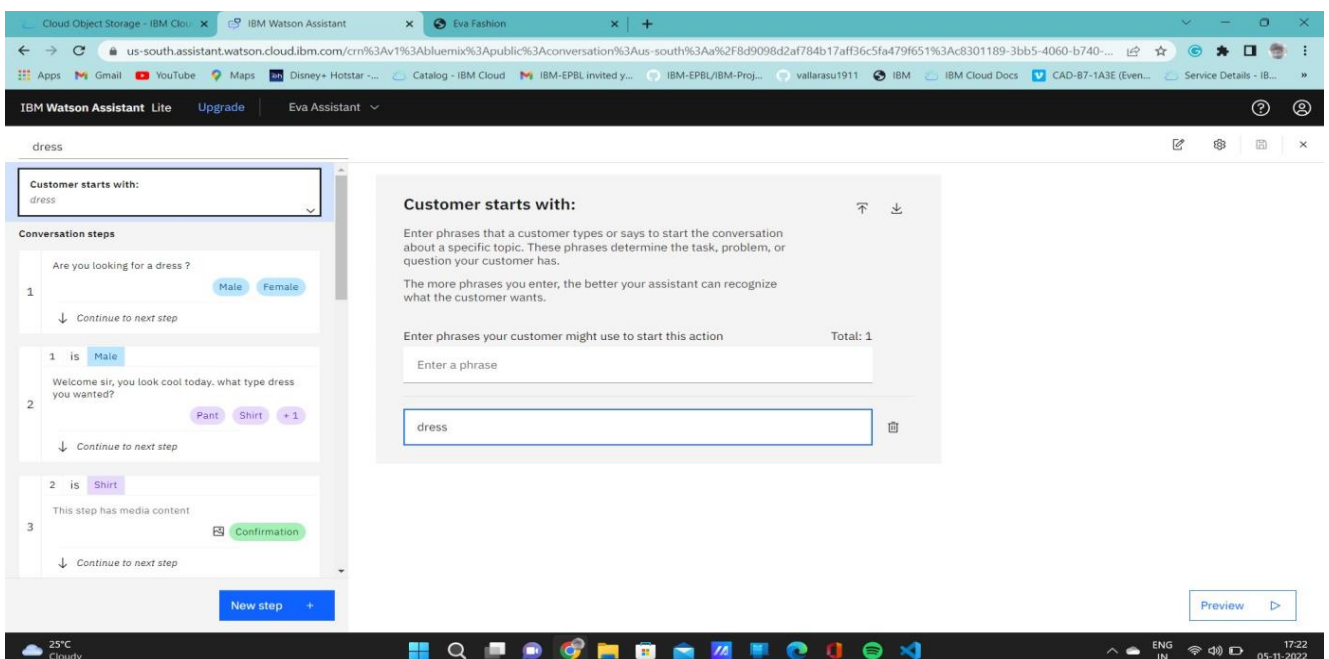 Cloud Object Storage - IBM Clou
IBM Watson Assistant
Eva Fashion
us-south.assistant.watson.cloud.ibm.com/crn%3Av1%3Abluemix%3Apublic%3Aconversation%3Aus-south%3Aa%2F8d9098d2af784b17aff36c5fa479f651%3Ac8301189-3bb5-4060-b740-...
Apps Gmail YouTube Maps Disney+ Hotstar -... Catalog - IBM Cloud IBM-EPBL invited y... IBM-EPBL/IBM-Proj... vallarasu1911 IBM IBM Cloud Docs CAD-B7-1A3E (Even... Service Details - IB... »
IBM Watson Assistant Lite Upgrade Eva Assistant
dress
Customer starts with:
dress
Conversation steps
1
Are you looking for a dress ?
Male Female
Continue to next step
2
1 is Male
Welcome sir, you look cool today. what type dress
you wanted?
Pant Shirt + 1
Continue to next step
3
2 is Shirt
This step has media content
Confirmation
Continue to next step
New step +
Customer starts with:
Enter phrases that a customer types or says to start the conversation
about a specific topic. These phrases determine the task, problem, or
question your customer has.
The more phrases you enter, the better your assistant can recognize
what the customer wants.
Enter phrases your customer might use to start this action Total: 1
Enter a phrase
dress
Preview
25°C
Cloudy
ENG
IN
17:22
05-11-2022